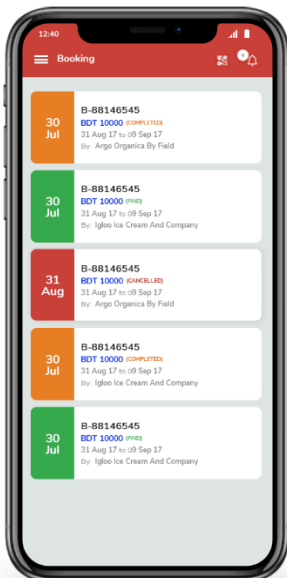 12:40
Booking
30
Jul
B-88146545
BDT 10000 (COMPLETED)
31 Aug 17 to 09 Sep 17
By: Argo Organica By Field
30
Jul
B-88146545
BDT 10000 (PAID)
31 Aug 17 to 09 Sep 17
By: Igloo Ice Cream And Company
31
Aug
B-88146545
BDT 10000 (CANCELLED)
31 Aug 17 to 09 Sep 17
By: Argo Organica By Field
30
Jul
B-88146545
BDT 10000 (COMPLETED)
31 Aug 17 to 09 Sep 17
By: Igloo Ice Cream And Company
30
Jul
B-88146545
BDT 10000 (PAID)
31 Aug 17 to 09 Sep 17
By: Igloo Ice Cream And Company